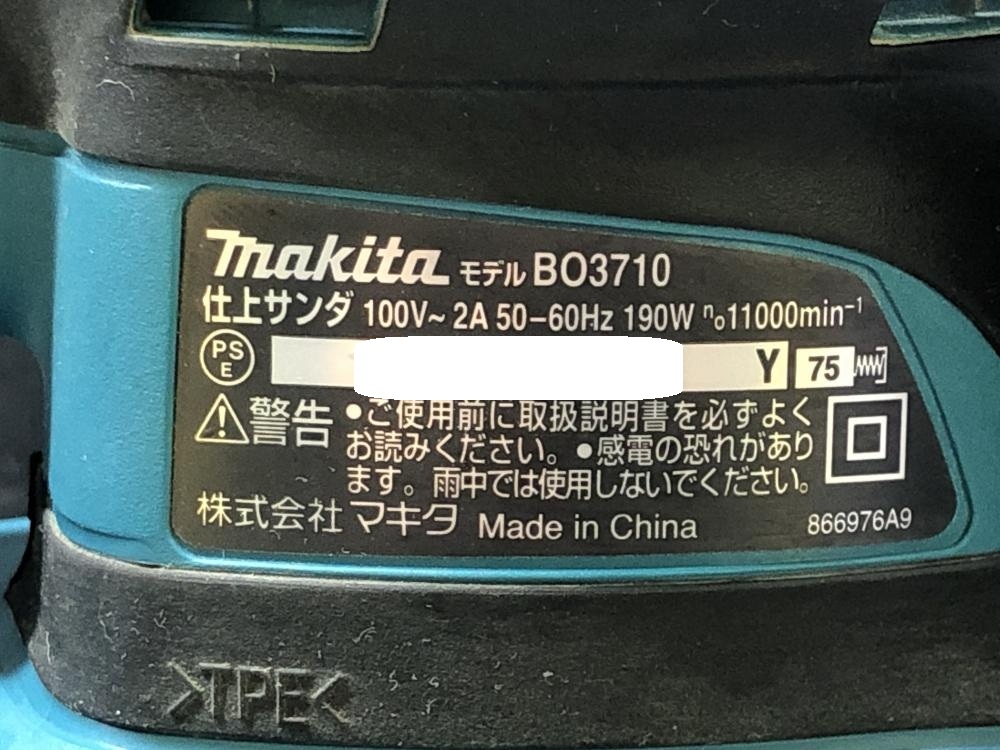 makita モデル BO3710
仕上サンダ 100V~ 2A 50-60Hz 190W n₀11000min⁻¹
PS
E
Y 75
警告 ●ご使用前に取扱説明書を必ずよく
お読みください。●感電の恐れがあり
ます。雨中では使用しないでください。
株式会社 マキタ Made in China 866976A9
>TPE<